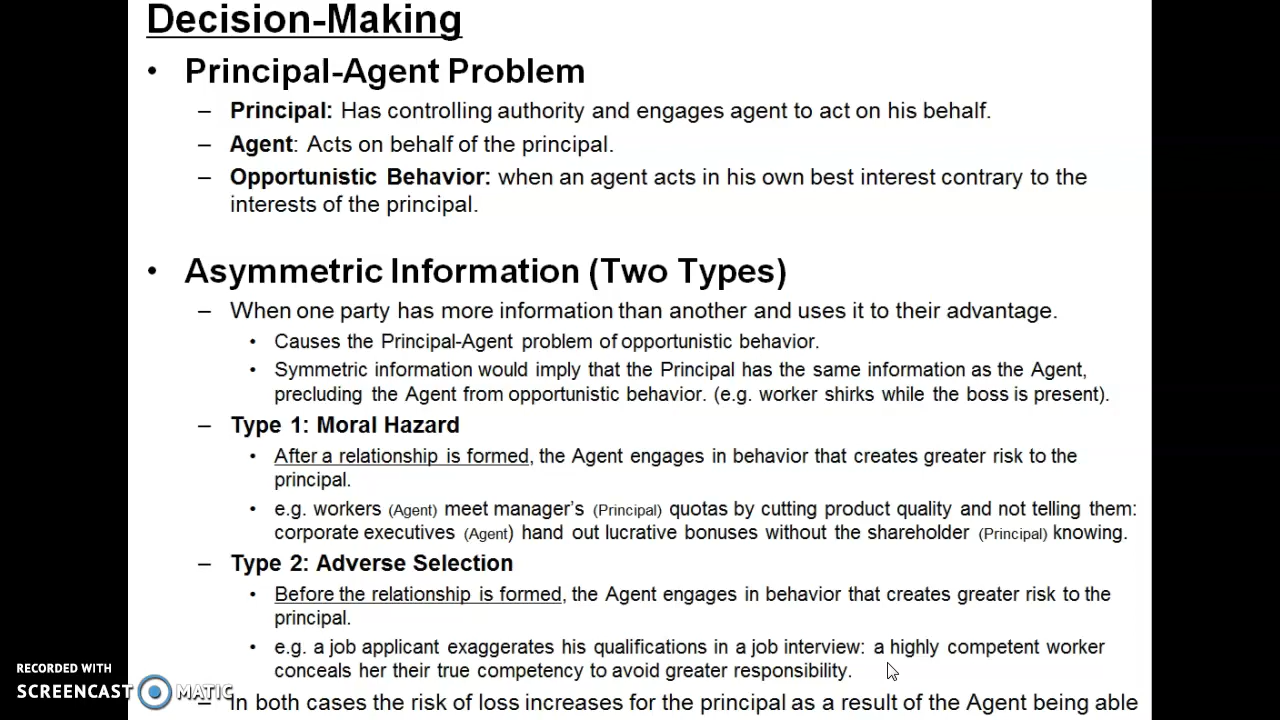 Decision-Making
• Principal-Agent Problem
– Principal: Has controlling authority and engages agent to act on his behalf.
– Agent: Acts on behalf of the principal.
– Opportunistic Behavior: when an agent acts in his own best interest contrary to the
interests of the principal.
• Asymmetric Information (Two Types)
– When one party has more information than another and uses it to their advantage.
• Causes the Principal-Agent problem of opportunistic behavior.
• Symmetric information would imply that the Principal has the same information as the Agent,
precluding the Agent from opportunistic behavior. (e.g. worker shirks while the boss is present).
– Type 1: Moral Hazard
• After a relationship is formed, the Agent engages in behavior that creates greater risk to the
principal.
• e.g. workers (Agent) meet manager's (Principal) quotas by cutting product quality and not telling them:
corporate executives (Agent) hand out lucrative bonuses without the shareholder (Principal) knowing.
– Type 2: Adverse Selection
• Before the relationship is formed, the Agent engages in behavior that creates greater risk to the
principal.
• e.g. a job applicant exaggerates his qualifications in a job interview: a highly competent worker
conceals her their true competency to avoid greater responsibility.
– In both cases the risk of loss increases for the principal as a result of the Agent being able
RECORDED WITH
SCREENCAST MATIC